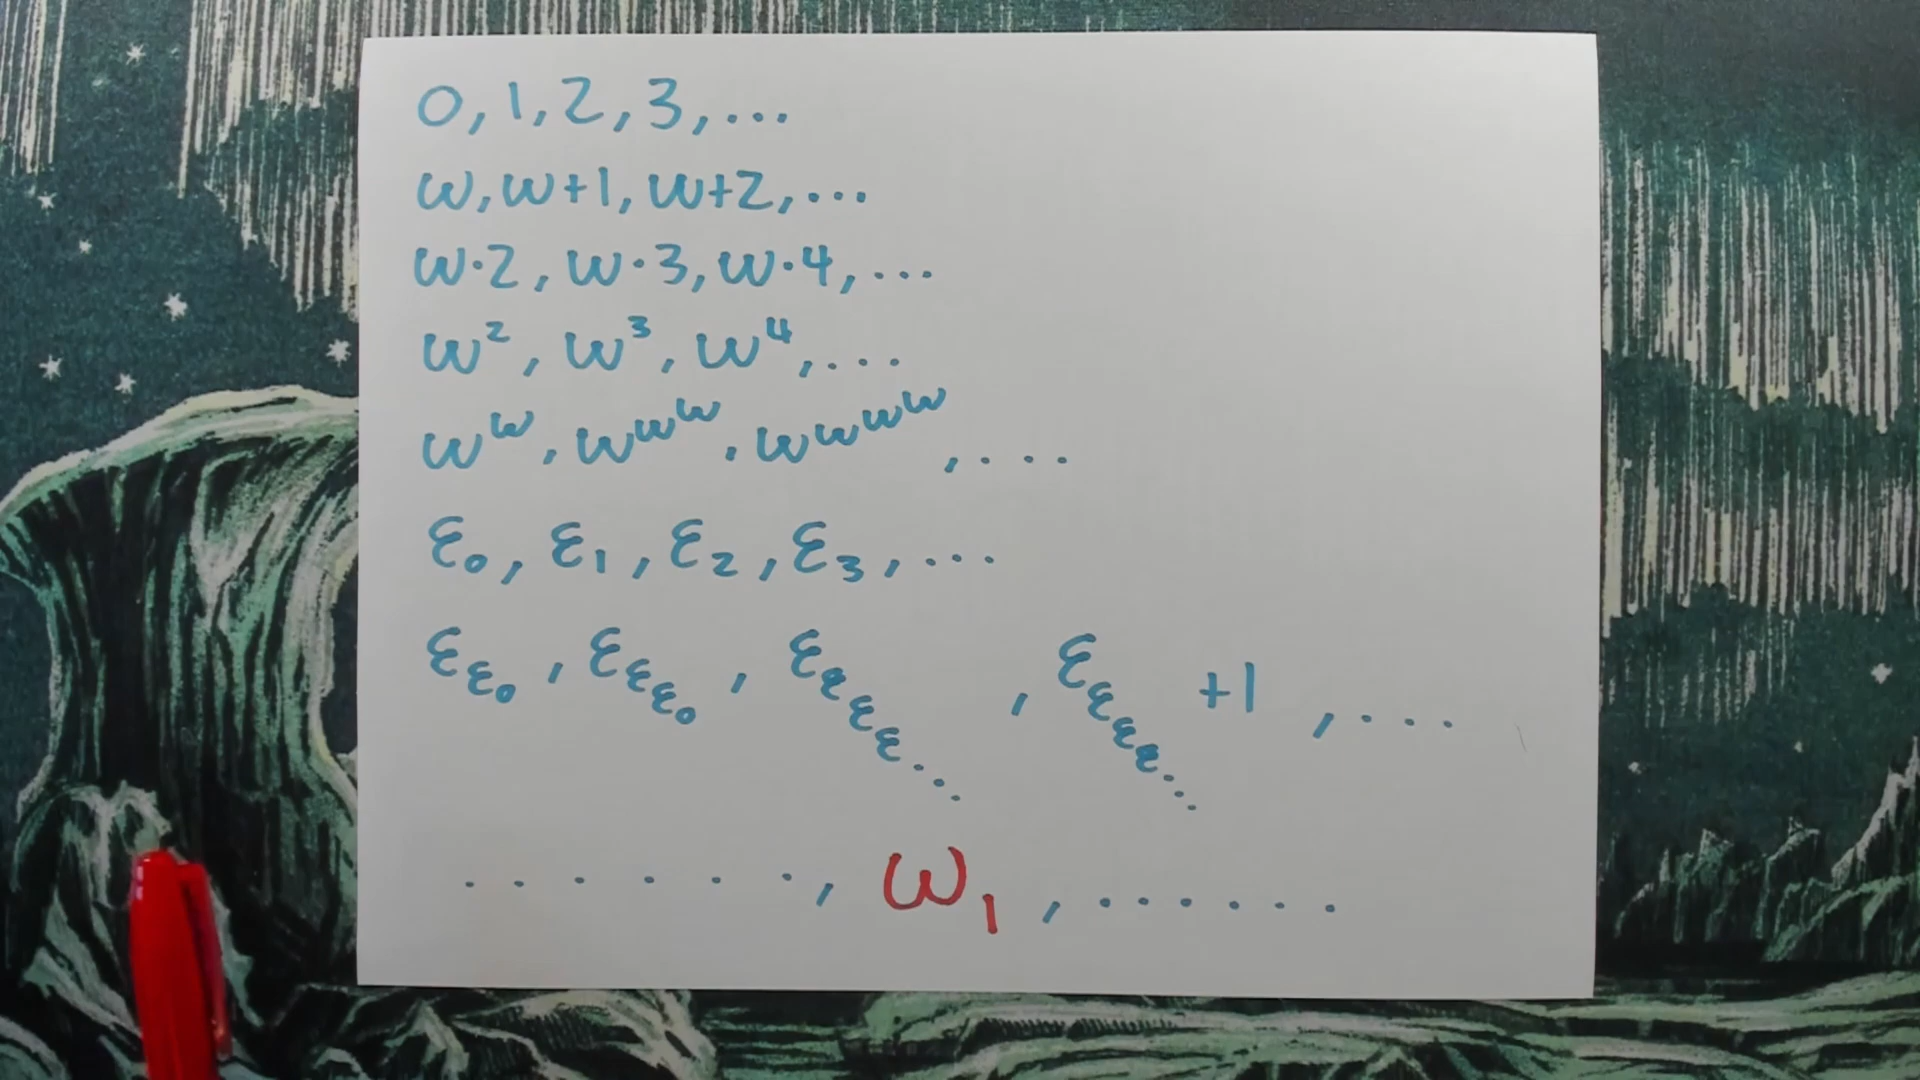 0, 1, 2, 3, ...
ω, ω+1, ω+2, ...
ω·2, ω·3, ω·4, ...
ω², ω³, ω⁴, ...
ω^ω, ω^ω^ω, ω^ω^ω^ω, ....
ε₀, ε₁, ε₂, ε₃, ...
ε_ε₀, ε_ε_ε₀, ε_ε_ε_ε..., ε_ε_ε_ε... +1, ...
......, ω₁, ......